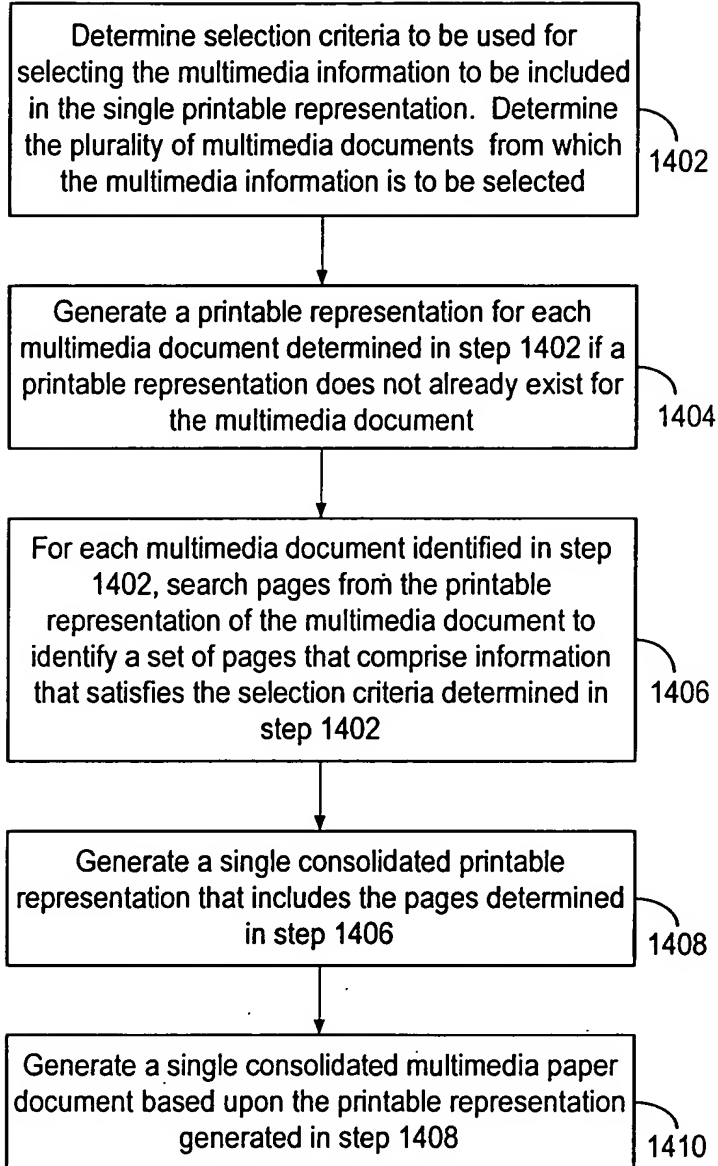 Determine selection criteria to be used for
selecting the multimedia information to be included
in the single printable representation. Determine
the plurality of multimedia documents from which
the multimedia information is to be selected
1402
Generate a printable representation for each
multimedia document determined in step 1402 if a
printable representation does not already exist for
the multimedia document
1404
For each multimedia document identified in step
1402, search pages from the printable
representation of the multimedia document to
identify a set of pages that comprise information
that satisfies the selection criteria determined in
step 1402
1406
Generate a single consolidated printable
representation that includes the pages determined
in step 1406
1408
Generate a single consolidated multimedia paper
document based upon the printable representation
generated in step 1408
1410